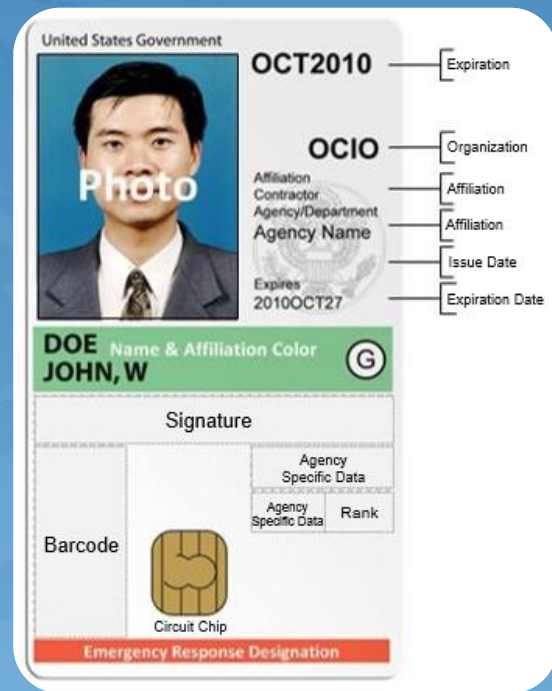 United States Government
OCT2010
Expiration
Photo
OCIO
Organization
Affiliation
Contractor
Affiliation
Agency/Department
Agency Name
Affiliation
Issue Date
Expires
2010OCT27
Expiration Date
DOE
JOHN, W
Name & Affiliation Color
G
Signature
Agency
Specific Data
Agency
Specific Data
Rank
Barcode
Circuit Chip
Emergency Response Designation